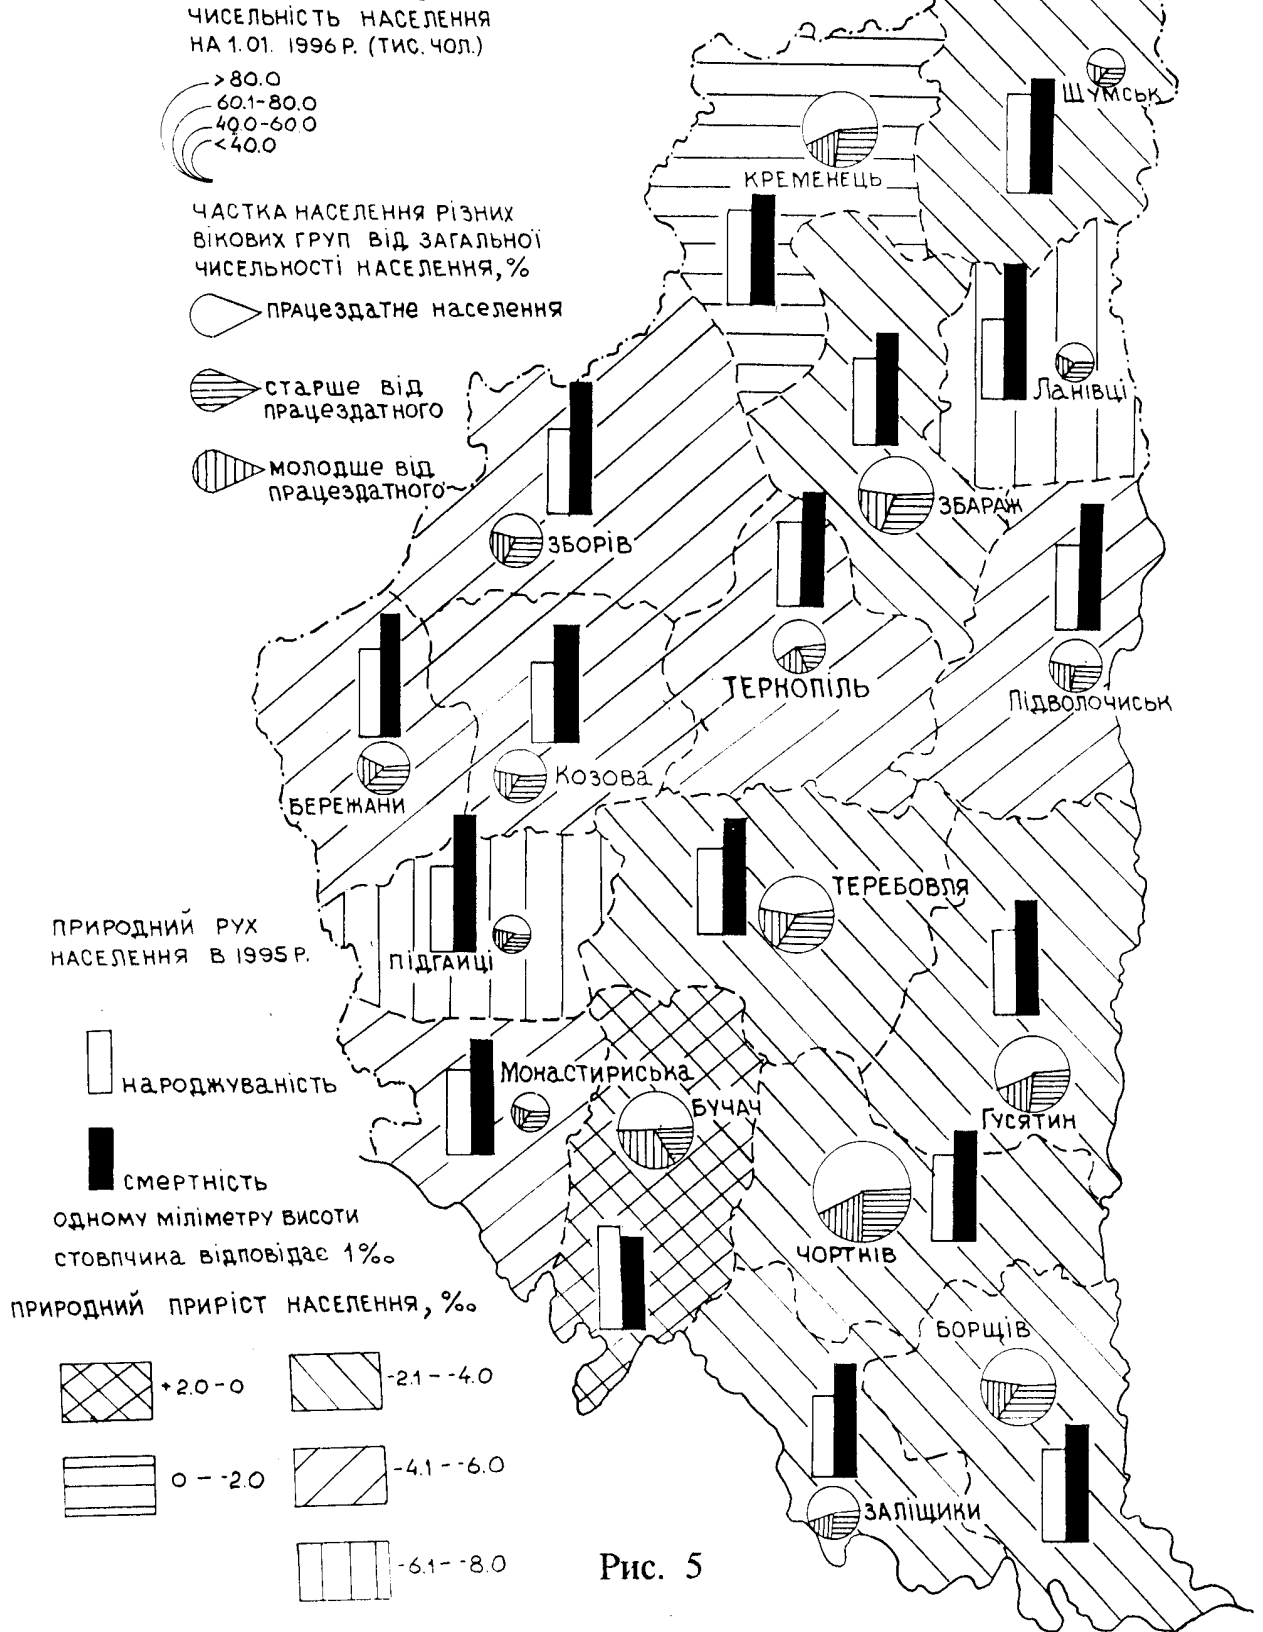 ЧИСЕЛЬНІСТЬ НАСЕЛЕННЯ
НА 1.01. 1996 Р. (ТИС. ЧОЛ.)
>80.0
60.1-80.0
40.0-60.0
<40.0
ЧАСТКА НАСЕЛЕННЯ РІЗНИХ
ВІКОВИХ ГРУП ВІД ЗАГАЛЬНОЇ
ЧИСЕЛЬНОСТІ НАСЕЛЕННЯ, %
ПРАЦЕЗДАТНЕ НАСЕЛЕННЯ
СТАРШЕ ВІД
ПРАЦЕЗДАТНОГО
МОЛОДШЕ ВІД
ПРАЦЕЗДАТНОГО
ШУМСЬК
КРЕМЕНЕЦЬ
ЛАНІВЦІ
ЗБАРАЖ
ЗБОРІВ
ТЕРНОПІЛЬ
ПІДВОЛОЧИСЬК
БЕРЕЖАНИ
КОЗОВА
ТЕРЕБОВЛЯ
ПІДГАЙЦІ
МОНАСТИРИСЬКА
БУЧАЧ
ГУСЯТИН
ЧОРТКІВ
БОРЩІВ
ЗАЛІЩИКИ
ПРИРОДНИЙ РУХ
НАСЕЛЕННЯ В 1995 Р.
НАРОДЖУВАНІСТЬ
СМЕРТНІСТЬ
ОДНОМУ МІЛІМЕТРУ ВИСОТИ
СТОВПЧИКА ВІДПОВІДАЄ 1‰
ПРИРОДНИЙ ПРИРІСТ НАСЕЛЕННЯ, ‰
+2.0-0
-2.1--4.0
0--2.0
-4.1--6.0
-6.1--8.0
Рис. 5